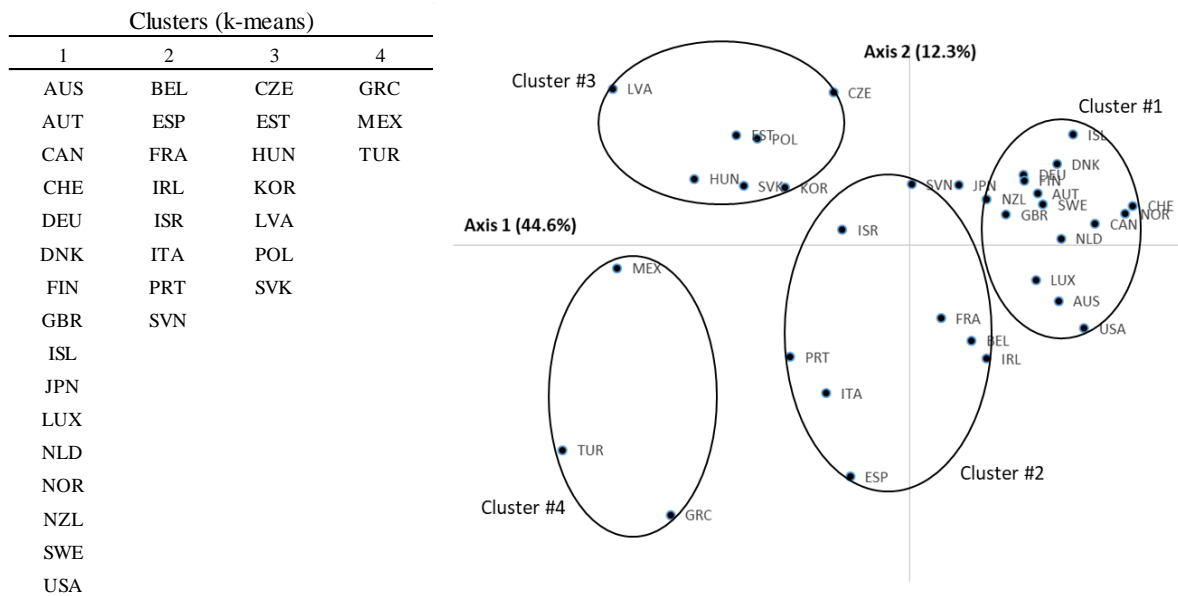 Clusters (k-means)
1 2 3 4
AUS BEL CZE GRC
AUT ESP EST MEX
CAN FRA HUN TUR
CHE IRL KOR
DEU ISR LVA
DNK ITA POL
FIN PRT SVK
GBR SVN
ISL
JPN
LUX
NLD
NOR
NZL
SWE
USA
Axis 2 (12.3%)
Cluster #3
LVA
CZE
Cluster #1
EST
POL
ISL
DNK
HUN
SVK
KOR
SVN
JPN
DEU
FIN
NZL
AUT
SWE
GBR
CHE
NOR
CAN
Axis 1 (44.6%)
ISR
NLD
MEX
LUX
AUS
FRA
USA
BEL
PRT
IRL
ITA
TUR
ESP
Cluster #2
Cluster #4
GRC